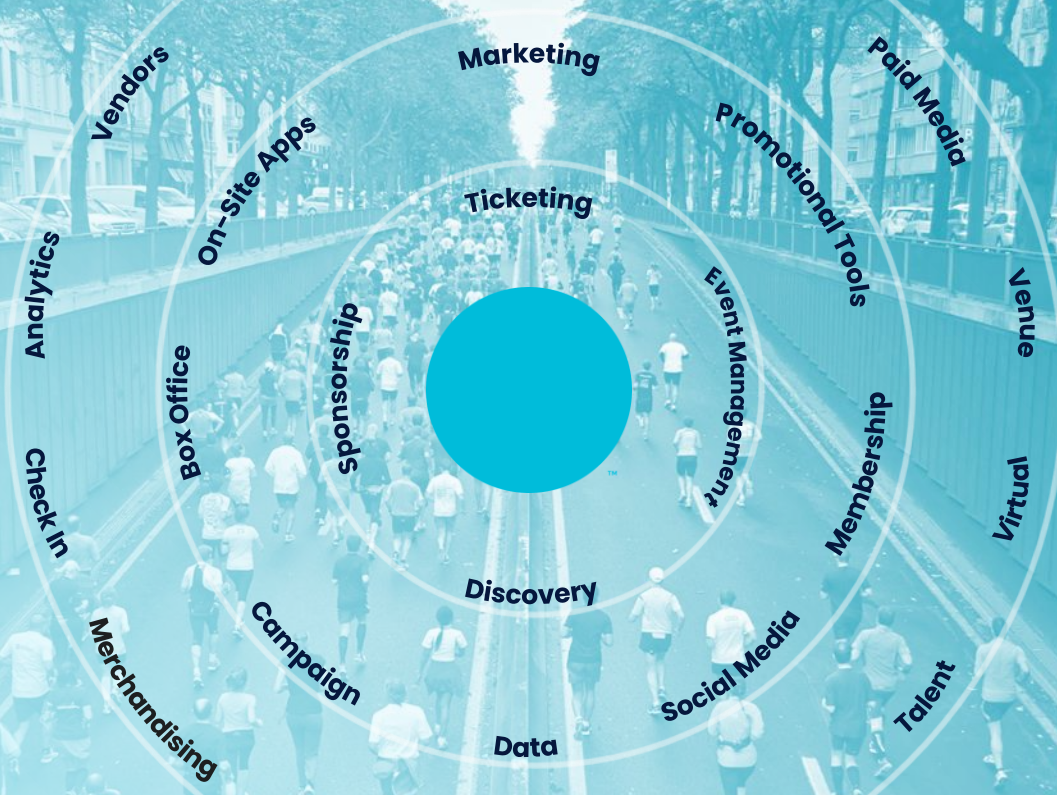 Marketing
Vendors
Paid Media
On-Site Apps
Promotional Tools
Ticketing
Analytics
Event Management
Venue
Sponsorship
Box Office
Membership
Check In
Virtual
™
Discovery
Campaign
Social Media
Merchandising
Talent
Data